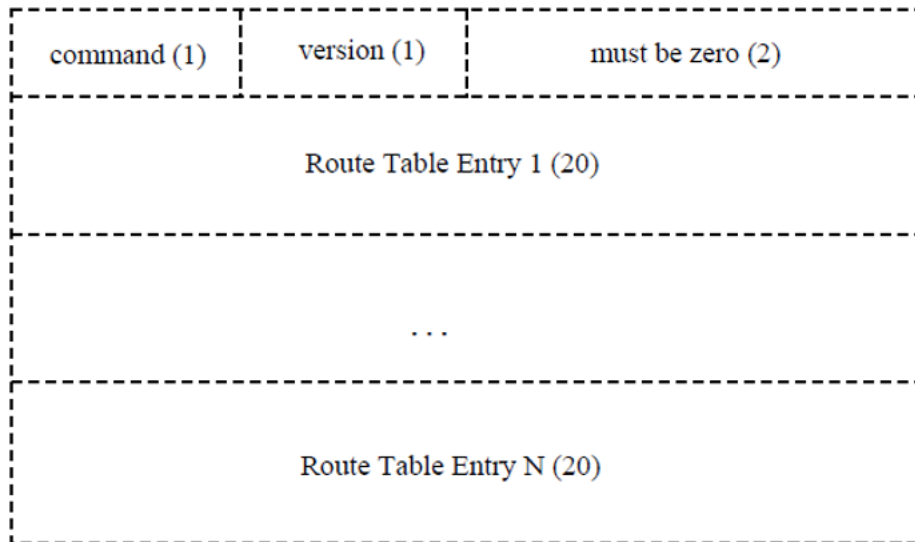 command (1) version (1) must be zero (2)
Route Table Entry 1 (20)
. . .
Route Table Entry N (20)